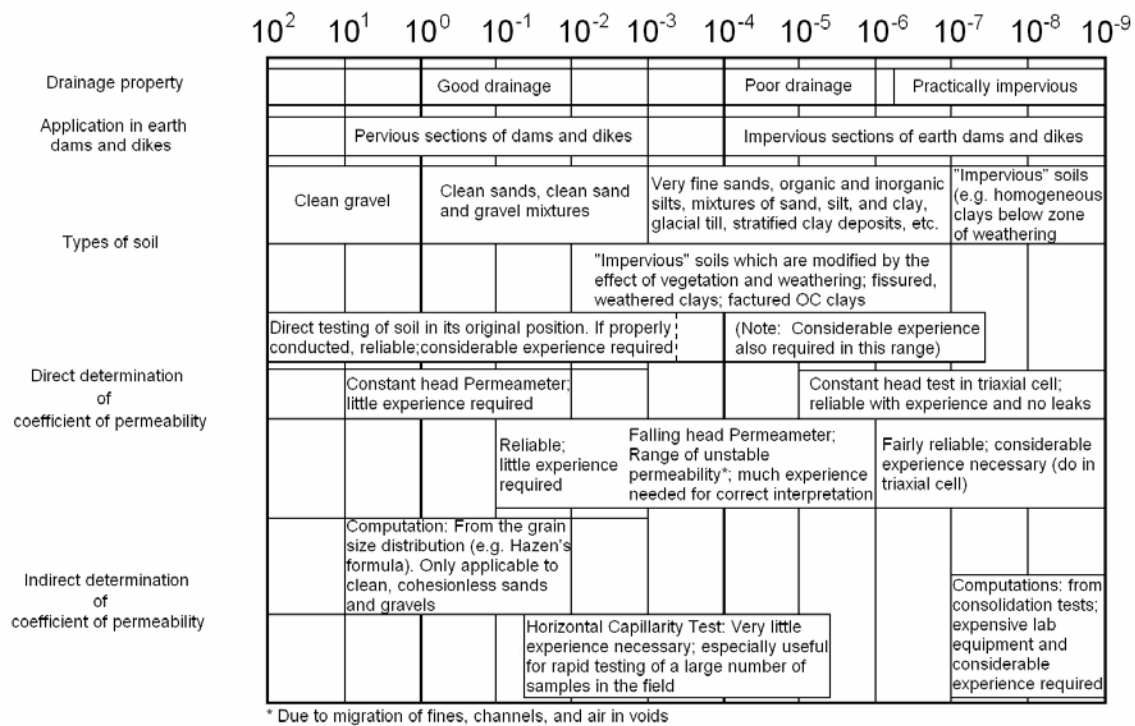 10² 10¹ 10⁰ 10⁻¹ 10⁻² 10⁻³ 10⁻⁴ 10⁻⁵ 10⁻⁶ 10⁻⁷ 10⁻⁸ 10⁻⁹
Drainage property
Good drainage
Poor drainage
Practically impervious
Application in earth
dams and dikes
Pervious sections of dams and dikes
Impervious sections of earth dams and dikes
Types of soil
Clean gravel
Clean sands, clean sand
and gravel mixtures
Very fine sands, organic and inorganic
silts, mixtures of sand, silt, and clay,
glacial till, stratified clay deposits, etc.
"Impervious" soils
(e.g. homogeneous
clays below zone
of weathering
"Impervious" soils which are modified by the
effect of vegetation and weathering; fissured,
weathered clays; factured OC clays
Direct determination
of
coefficient of permeability
Direct testing of soil in its original position. If properly
conducted, reliable;considerable experience required
(Note: Considerable experience
also required in this range)
Constant head Permeameter;
little experience required
Constant head test in triaxial cell;
reliable with experience and no leaks
Reliable;
little experience
required
Falling head Permeameter;
Range of unstable
permeability*; much experience
needed for correct interpretation
Fairly reliable; considerable
experience necessary (do in
triaxial cell)
Indirect determination
of
coefficient of permeability
Computation: From the grain
size distribution (e.g. Hazen's
formula). Only applicable to
clean, cohesionless sands
and gravels
Horizontal Capillarity Test: Very little
experience necessary; especially useful
for rapid testing of a large number of
samples in the field
Computations: from
consolidation tests;
expensive lab
equipment and
considerable
experience required
* Due to migration of fines, channels, and air in voids